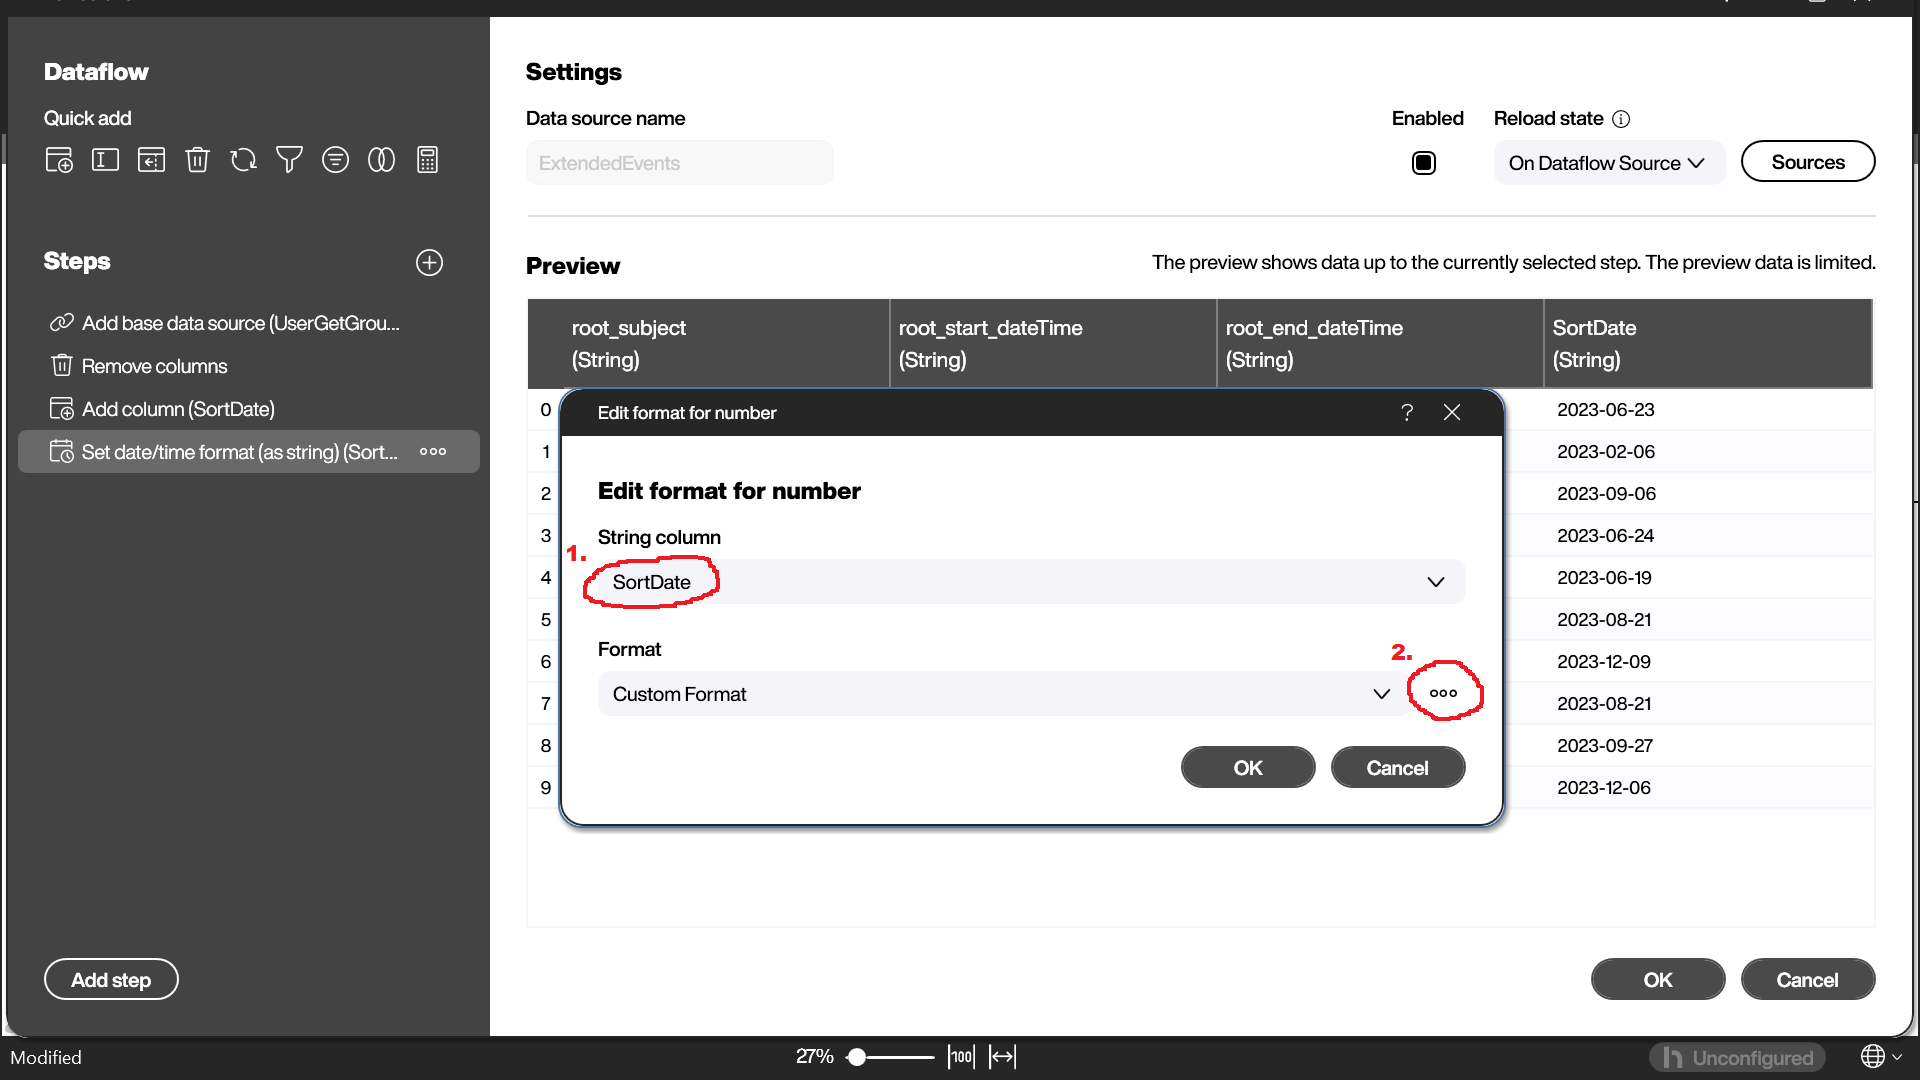 Dataflow
Quick add
Steps
Add base data source (UserGetGrou...
Remove columns
Add column (SortDate)
Set date/time format (as string) (Sort...
Add step
Settings
Data source name
ExtendedEvents
Enabled
Reload state
On Dataflow Source
Sources
Preview
The preview shows data up to the currently selected step. The preview data is limited.
root_subject
(String)
root_start_dateTime
(String)
root_end_dateTime
(String)
SortDate
(String)
0 2023-06-23
1 2023-02-06
2 2023-09-06
3 2023-06-24
4 2023-06-19
5 2023-08-21
6 2023-12-09
7 2023-08-21
8 2023-09-27
9 2023-12-06
Edit format for number
?
Edit format for number
String column
1.
SortDate
Format
2.
Custom Format
OK
Cancel
OK
Cancel
Modified
27%
100
Unconfigured